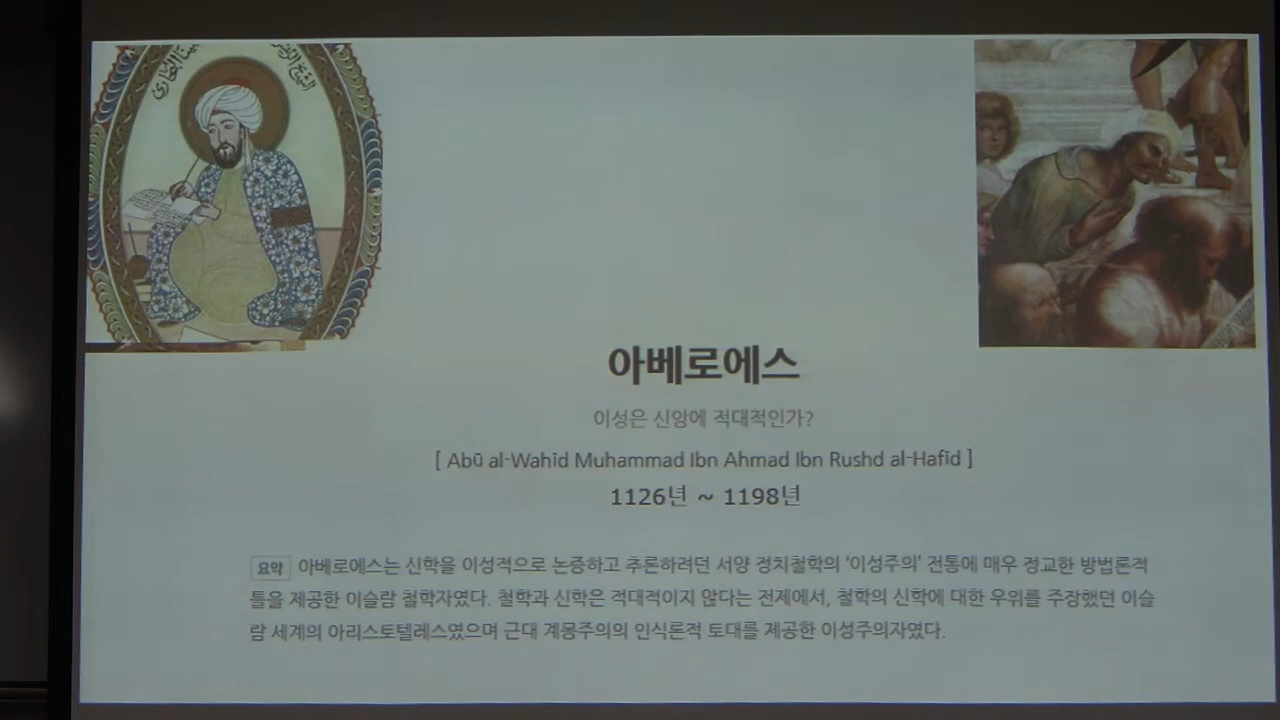 아베로에스
이성은 신앙에 적대적인가?
[ Abū al-Wahid Muhammad Ibn Ahmad Ibn Rushd al-Hafid ]
1126년 ~ 1198년
요약 아베로에스는 신학을 이성적으로 논증하고 추론하려던 서양 정치철학의 ‘이성주의’ 전통에 매우 정교한 방법론적
틀을 제공한 이슬람 철학자였다. 철학과 신학은 적대적이지 않다는 전제에서, 철학의 신학에 대한 우위를 주장했던 이슬
람 세계의 아리스토텔레스였으며 근대 계몽주의의 인식론적 토대를 제공한 이성주의자였다.